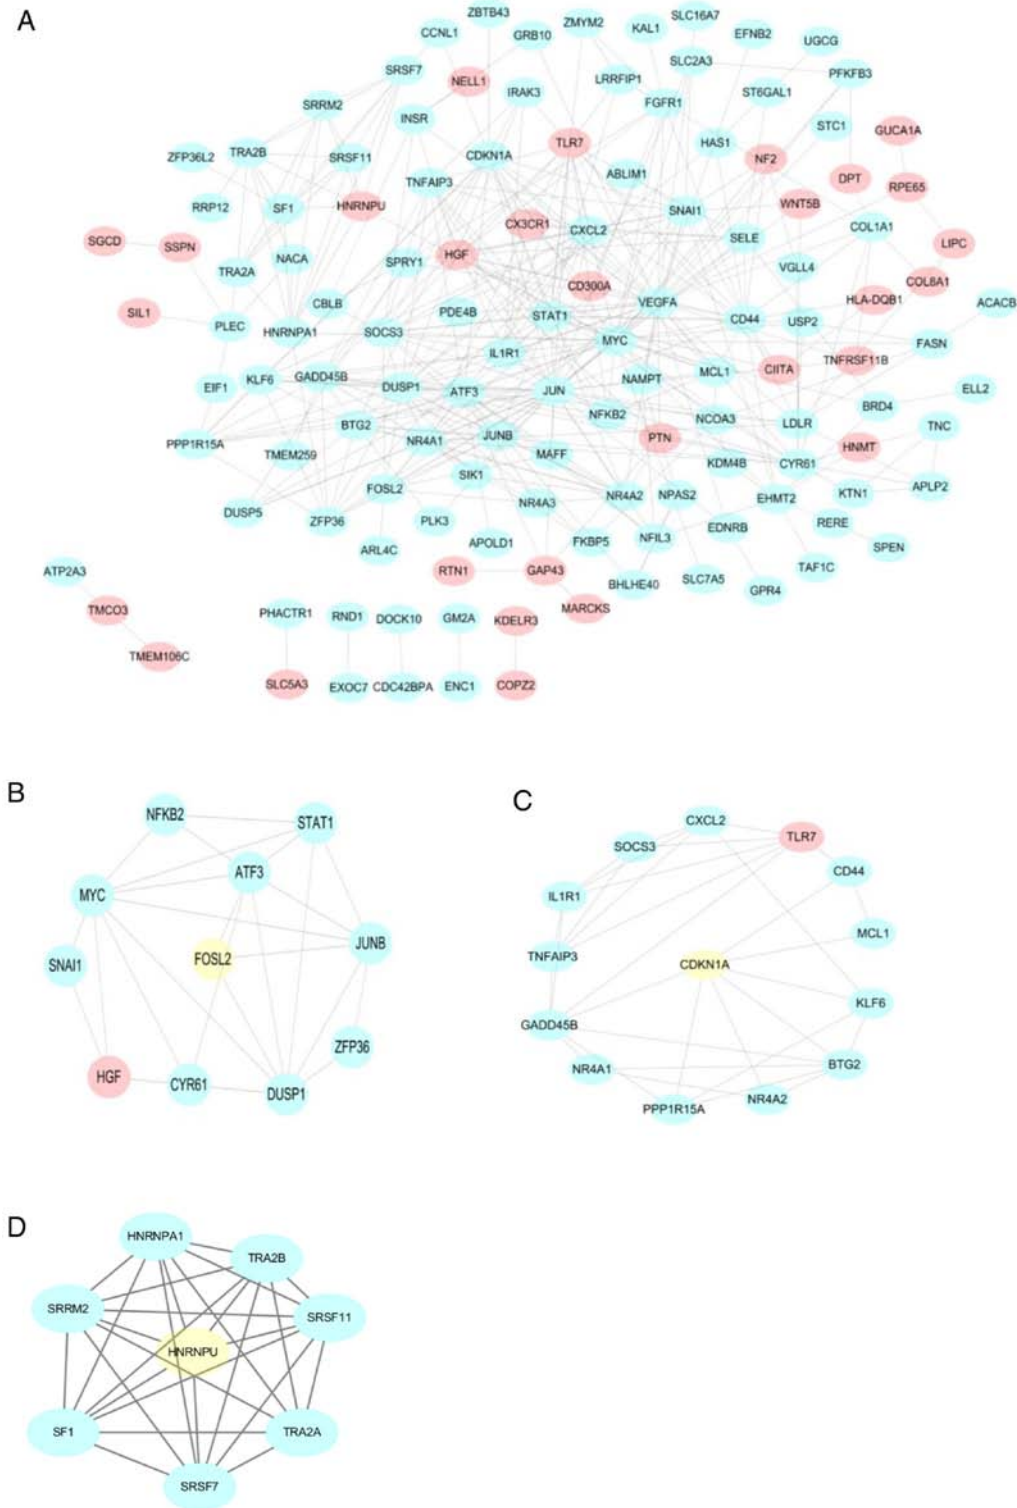 A
ZBTB43
SLC16A7
ZMYM2
KAL1
CCNL1
GRB10
EFNB2
UGCG
SRSF7
NELL1
IRAK3
LRRFIP1
SLC2A3
PFKFB3
ST6GAL1
SRRM2
INSR
FGFR1
STC1
GUCA1A
ZFP36L2
TRA2B
SRSF11
CDKN1A
TLR7
HAS1
NF2
TNFAIP3
ABLIM1
DPT
RPE65
RRP12
SF1
HNRNPU
SNAI1
WNT5B
CX3CR1
CXCL2
SELE
COL1A1
SGCD
SSPN
LIPC
TRA2A
NACA
SPRY1
HGF
VGLL4
COL8A1
CD300A
SIL1
CBLB
PDE4B
VEGFA
HLA-DQB1
ACACB
PLEC
HNRNPA1
SOCS3
STAT1
CD44
USP2
MYC
FASN
IL1R1
TNFRSF11B
EIF1
KLF6
GADD45B
DUSP1
ATF3
JUN
NAMPT
MCL1
CIITA
ELL2
NFKB2
NCOA3
BRD4
PPP1R15A
BTG2
NR4A1
JUNB
LDLR
TNC
TMEM259
MAFF
PTN
KDM4B
CYR61
HNMT
FOSL2
SIK1
NR4A3
NR4A2
NPAS2
EHMT2
KTN1
APLP2
DUSP5
ZFP36
PLK3
EDNRB
RERE
ARL4C
APOLD1
FKBP5
NFIL3
SPEN
ATP2A3
RTN1
GAP43
BHLHE40
SLC7A5
GPR4
TAF1C
TMCO3
PHACTR1
RND1
DOCK10
GM2A
KDELR3
MARCKS
TMEM106C
SLC5A3
EXOC7
CDC42BPA
ENC1
COPZ2
B
NFKB2
STAT1
ATF3
MYC
JUNB
SNAI1
FOSL2
ZFP36
HGF
CYR61
DUSP1
C
CXCL2
TLR7
SOCS3
CD44
IL1R1
MCL1
TNFAIP3
CDKN1A
KLF6
GADD45B
BTG2
NR4A1
NR4A2
PPP1R15A
D
HNRNPA1
TRA2B
SRRM2
SRSF11
HNRNPU
SF1
TRA2A
SRSF7